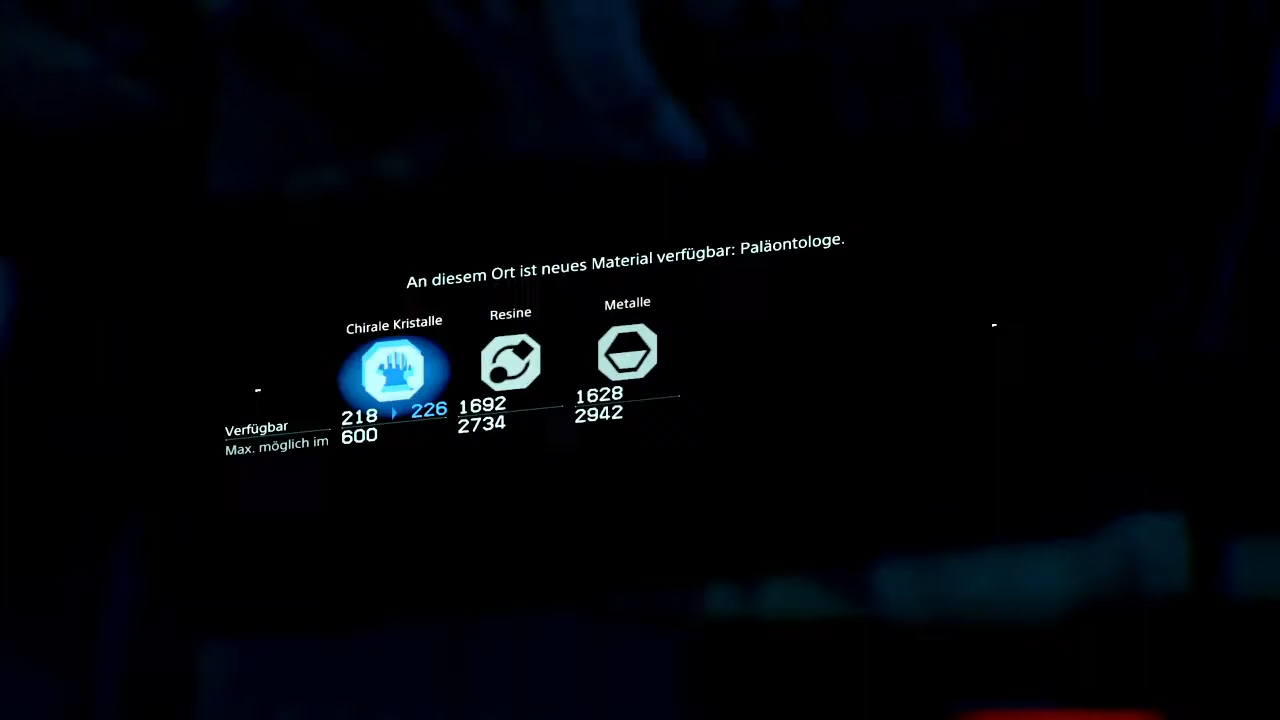 An diesem Ort ist neues Material verfügbar: Paläontologe.
Chirale Kristalle Resine Metalle
Verfügbar 218 226 1692 1628
Max. möglich im 600 2734 2942